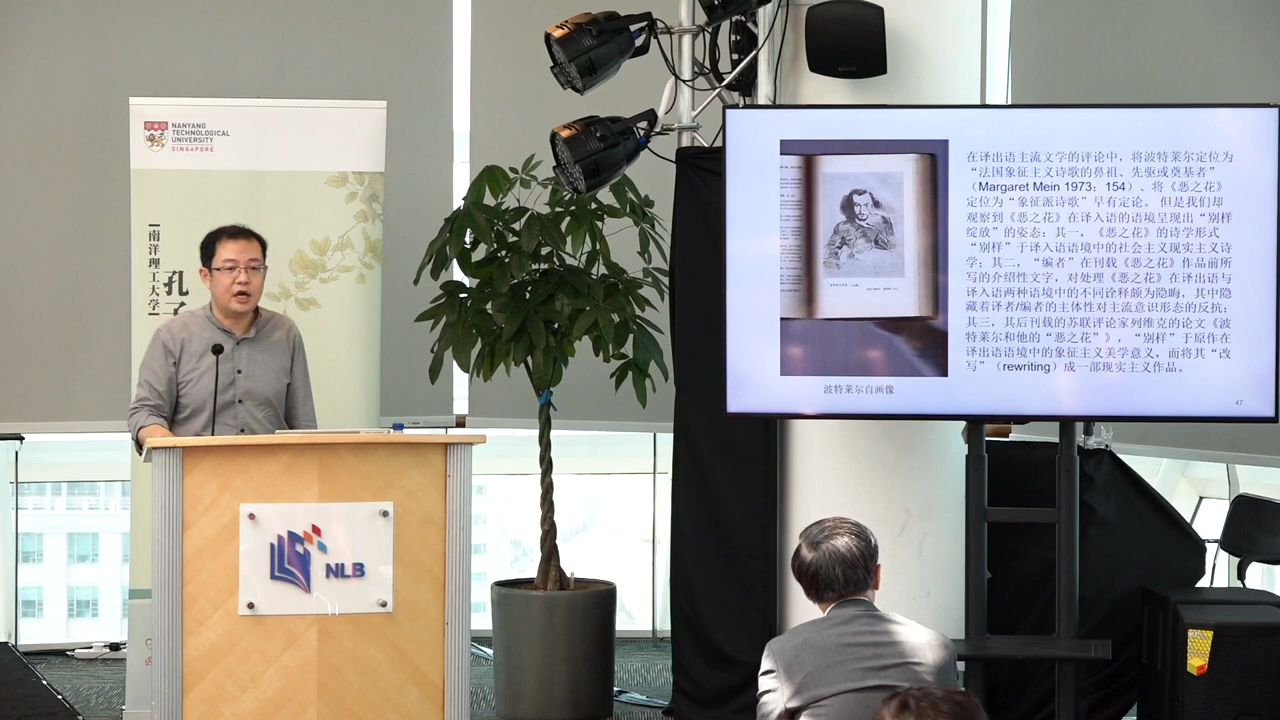 NANYANG
TECHNOLOGICAL
UNIVERSITY
SINGAPORE
南洋理工大学
孔子
NLB
在译出语主流文学的评论中，将波特莱尔定位为
“法国象征主义诗歌的鼻祖、先驱或奠基者”
（Margaret Mein 1973：154）、将《恶之花》
定位为“象征派诗歌”早有定论。但是我们却
观察到《恶之花》在译入语的语境呈现出“别样
绽放”的姿态：其一，《恶之花》的诗学形式
“别样”于译入语语境中的社会主义现实主义诗
学；其二，“编者”在刊载《恶之花》作品前所
写的介绍性文字，对处理《恶之花》在译出语与
译入语两种语境中的不同诠释颇为隐晦，其中隐
藏着译者/编者的主体性对主流意识形态的反抗；
其三，其后刊载的苏联评论家列维克的论文《波
特莱尔和他的“恶之花”》，“别样”于原作在
译出语语境中的象征主义美学意义，而将其“改
写”（rewriting）成一部现实主义作品。
波特莱尔自画像
47